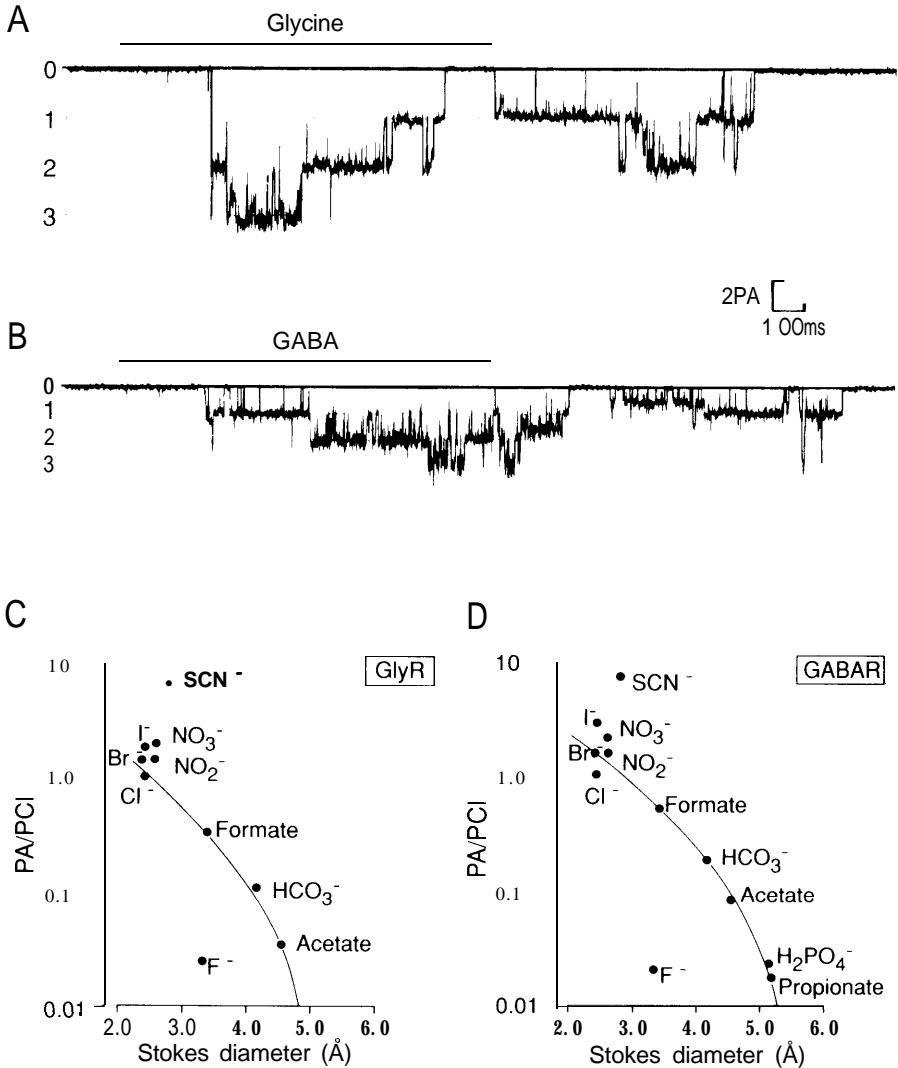 A
Glycine
0
1
2
3
2PA
1 00ms
B
GABA
0
1
2
3
C
GlyR
10
1.0
0.1
0.01
PA/PCl
SCN⁻
I⁻
NO₃⁻
Br⁻
NO₂⁻
Cl⁻
Formate
HCO₃⁻
Acetate
F⁻
2.0 3.0 4.0 5.0 6.0
Stokes diameter (Å)
D
GABAR
10
1.0
0.1
0.01
PA/PCl
SCN⁻
I⁻
NO₃⁻
Br⁻
NO₂⁻
Cl⁻
Formate
HCO₃⁻
Acetate
H₂PO₄⁻
F⁻
Propionate
2.0 3.0 4.0 5.0 6.0
Stokes diameter (Å)